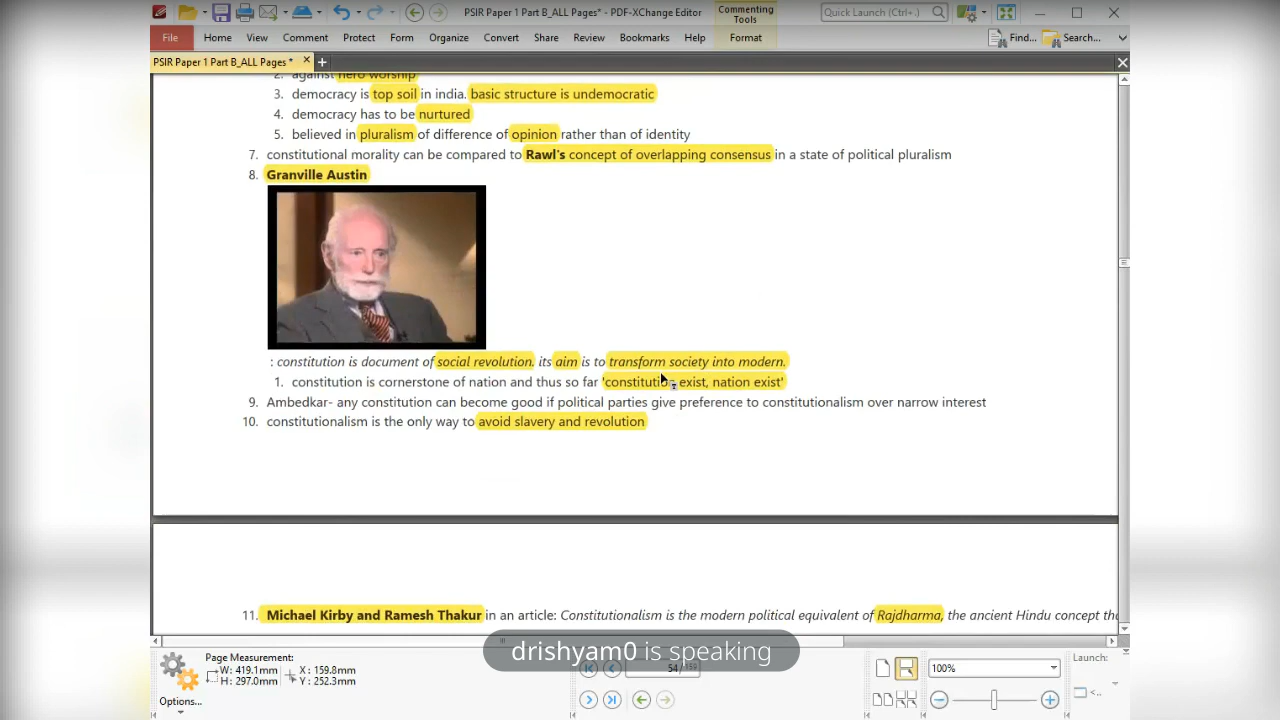 PSIR Paper 1 Part B_ALL Pages* - PDF-XChange Editor
Commenting Tools
Quick Launch (Ctrl+.)
File Home View Comment Protect Form Organize Convert Share Review Bookmarks Help Format
Find... Search...
PSIR Paper 1 Part B_ALL Pages *
2. against hero worship
3. democracy is top soil in india. basic structure is undemocratic
4. democracy has to be nurtured
5. believed in pluralism of difference of opinion rather than of identity
7. constitutional morality can be compared to Rawl's concept of overlapping consensus in a state of political pluralism
8. Granville Austin
: constitution is document of social revolution. its aim is to transform society into modern.
1. constitution is cornerstone of nation and thus so far 'constitution exist, nation exist'
9. Ambedkar- any constitution can become good if political parties give preference to constitutionalism over narrow interest
10. constitutionalism is the only way to avoid slavery and revolution
11. Michael Kirby and Ramesh Thakur in an article: Constitutionalism is the modern political equivalent of Rajdharma, the ancient Hindu concept
drishyam0 is speaking
Page Measurement:
W: 419.1mm X: 159.8mm
H: 297.0mm Y: 252.3mm
Options...
54
100%
Launch: